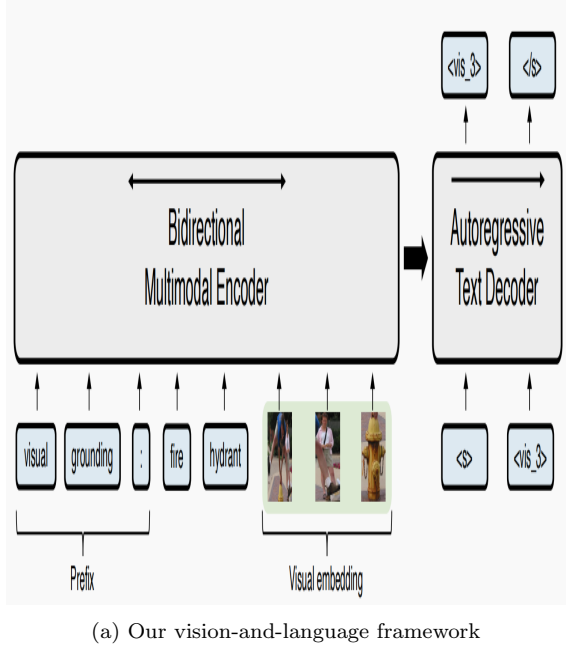 <vis_3> </s>
Bidirectional
Multimodal Encoder
Autoregressive
Text Decoder
visual grounding : fire hydrant
<s> <vis_3>
Prefix
Visual embedding
(a) Our vision-and-language framework